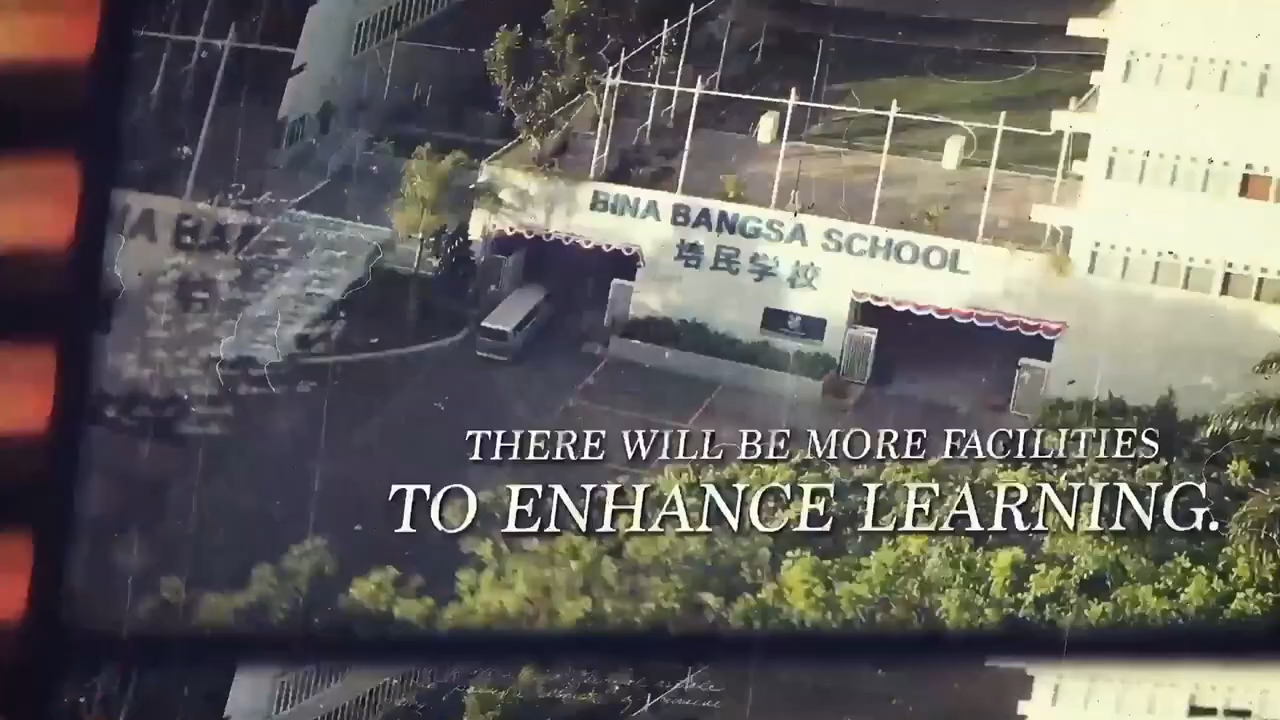 BINA BANGSA SCHOOL
培民学校
THERE WILL BE MORE FACILITIES
TO ENHANCE LEARNING.